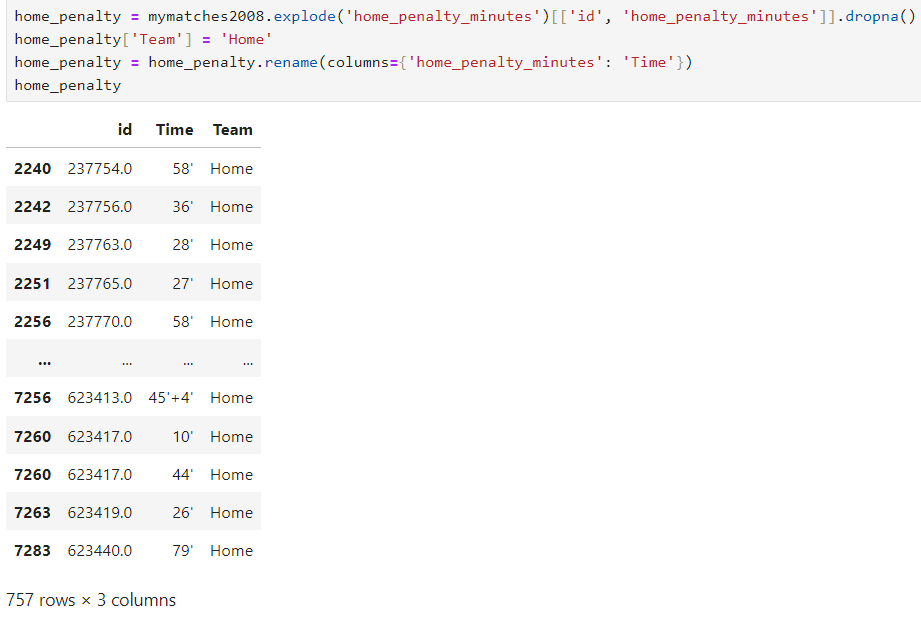 home_penalty = mymatches2008.explode('home_penalty_minutes')[['id', 'home_penalty_minutes']].dropna()
home_penalty['Team'] = 'Home'
home_penalty = home_penalty.rename(columns={'home_penalty_minutes': 'Time'})
home_penalty
id Time Team
2240 237754.0 58' Home
2242 237756.0 36' Home
2249 237763.0 28' Home
2251 237765.0 27' Home
2256 237770.0 58' Home
... ... ... ...
7256 623413.0 45'+4' Home
7260 623417.0 10' Home
7260 623417.0 44' Home
7263 623419.0 26' Home
7283 623440.0 79' Home
757 rows × 3 columns